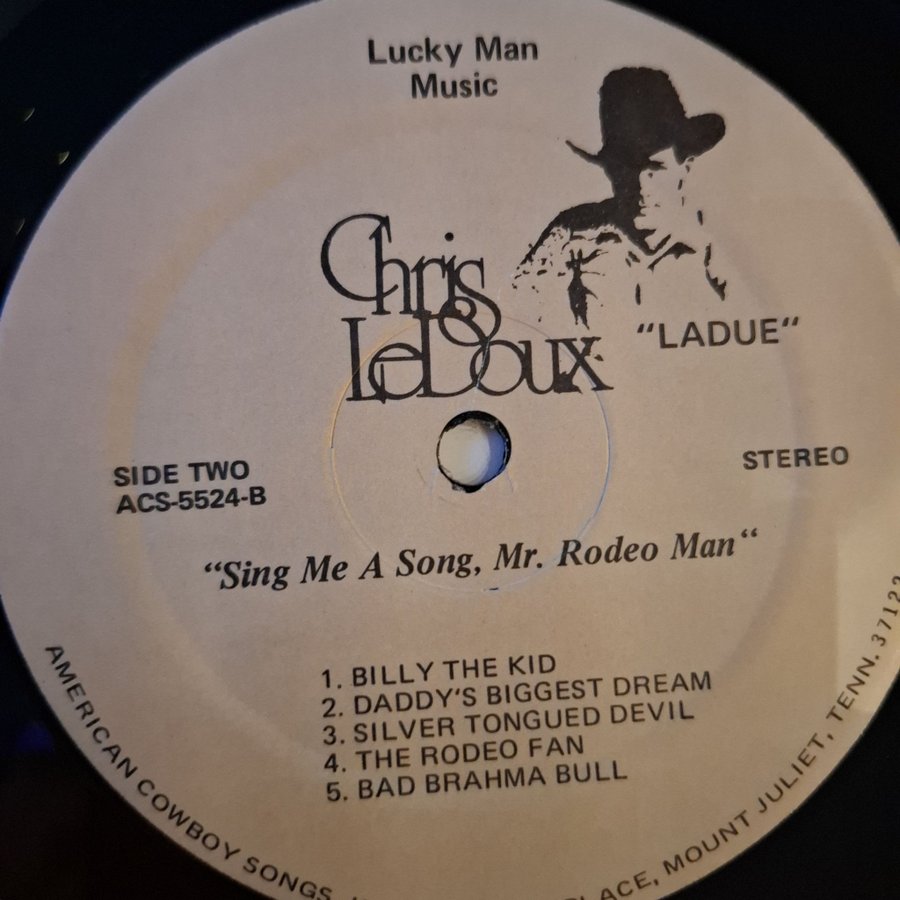 Lucky Man
Music
Chris
LeDoux
"LADUE"
SIDE TWO
ACS-5524-B
STEREO
"Sing Me A Song, Mr. Rodeo Man"
1. BILLY THE KID
2. DADDY'S BIGGEST DREAM
3. SILVER TONGUED DEVIL
4. THE RODEO FAN
5. BAD BRAHMA BULL
AMERICAN COWBOY SONGS, MOUNT JULIET, TENN. 37122